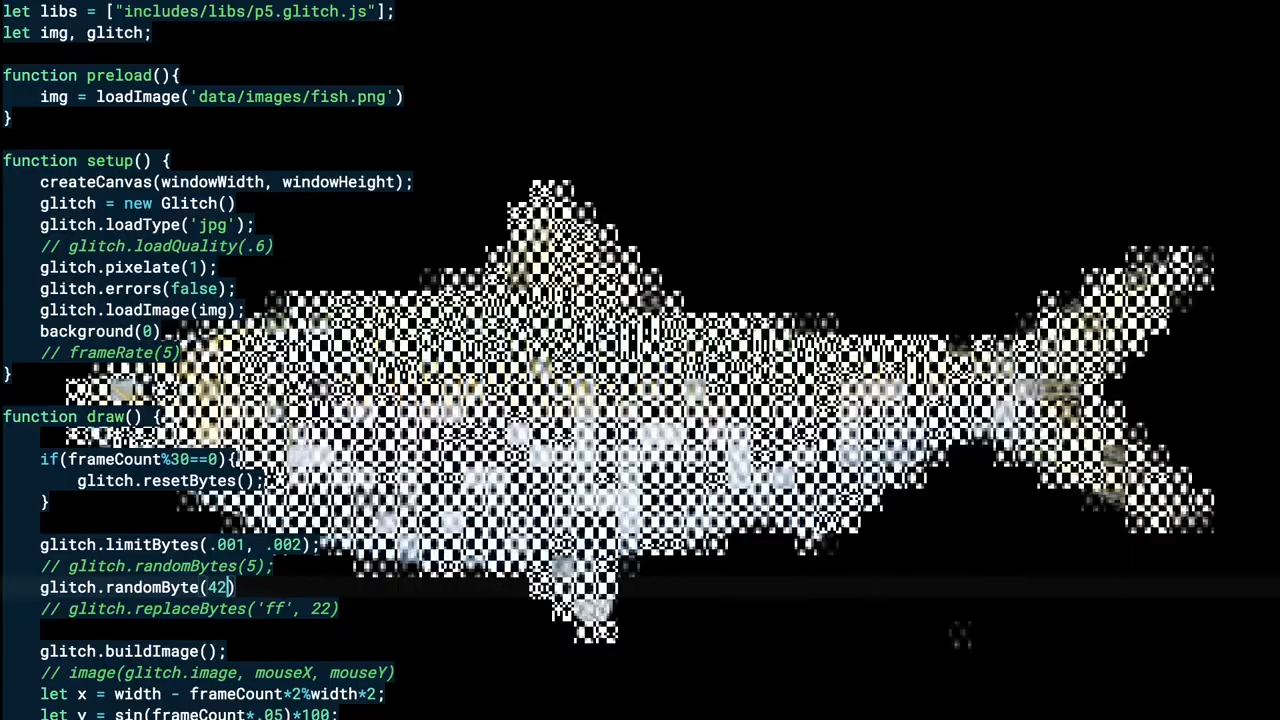 let libs = ["includes/libs/p5.glitch.js"];
let img, glitch;
function preload(){
img = loadImage('data/images/fish.png')
}
function setup() {
createCanvas(windowWidth, windowHeight);
glitch = new Glitch()
glitch.loadType('jpg');
// glitch.loadQuality(.6)
glitch.pixelate(1);
glitch.errors(false);
glitch.loadImage(img);
background(0)
// frameRate(5)
}
function draw() {
if(frameCount%30==0){
glitch.resetBytes();
}
glitch.limitBytes(.001, .002);
// glitch.randomBytes(5);
glitch.randomByte(42)
// glitch.replaceBytes('ff', 22)
glitch.buildImage();
// image(glitch.image, mouseX, mouseY)
let x = width - frameCount*2%width*2;
let y = sin(frameCount*.05)*100;